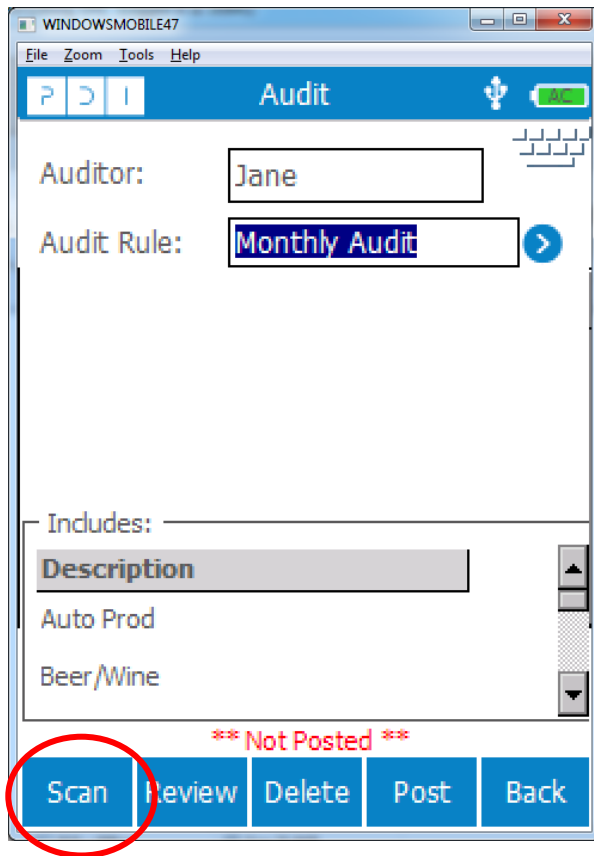 WINDOWSMOBILE47
File Zoom Tools Help
PDI Audit AC
Auditor: Jane
Audit Rule: Monthly Audit
Includes:
Description
Auto Prod
Beer/Wine
** Not Posted **
Scan Review Delete Post Back